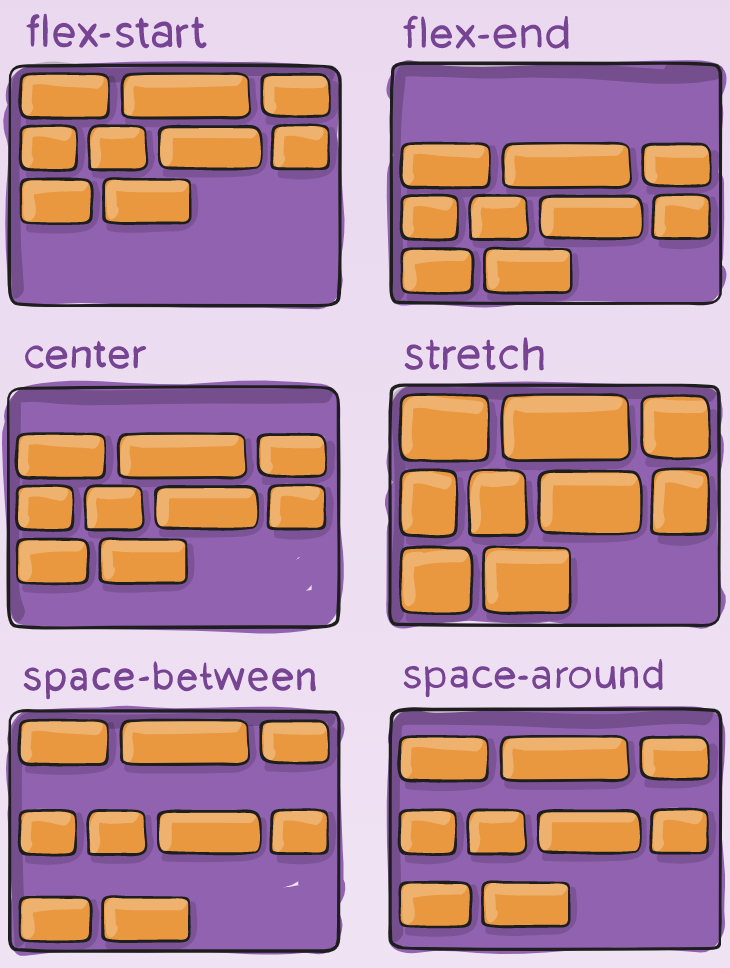 flex-start
flex-end
center
stretch
space-between
space-around